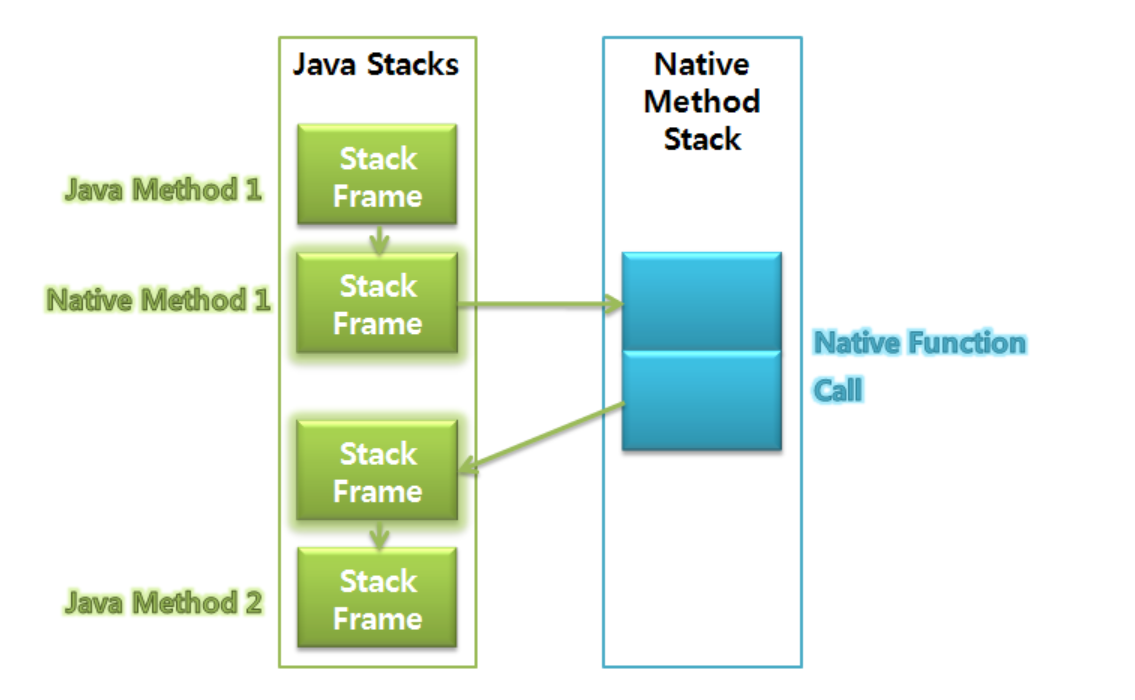 Java Stacks
Native
Method
Stack
Stack
Frame
Java Method 1
Stack
Frame
Native Method 1
Native Function
Call
Stack
Frame
Stack
Frame
Java Method 2